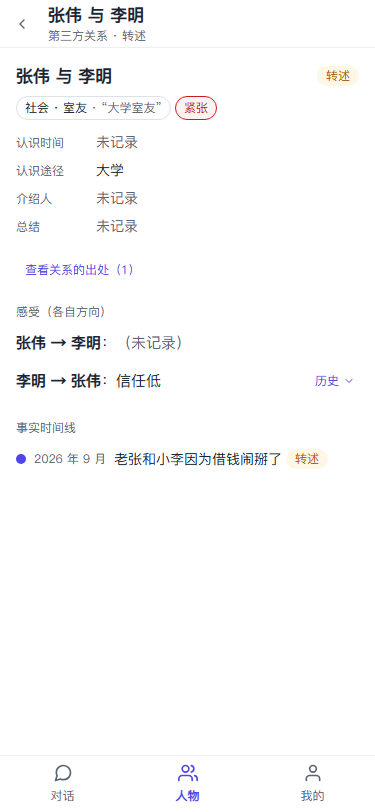 张伟 与 李明
第三方关系 · 转述
张伟 与 李明 转述
社会 · 室友 · “大学室友” 紧张
认识时间 未记录
认识途径 大学
介绍人 未记录
总结 未记录
查看关系的出处（1）
感受（各自方向）
张伟 → 李明：（未记录）
李明 → 张伟：信任低 历史
事实时间线
2026 年 9 月 老张和小李因为借钱闹掰了 转述
对话 人物 我的